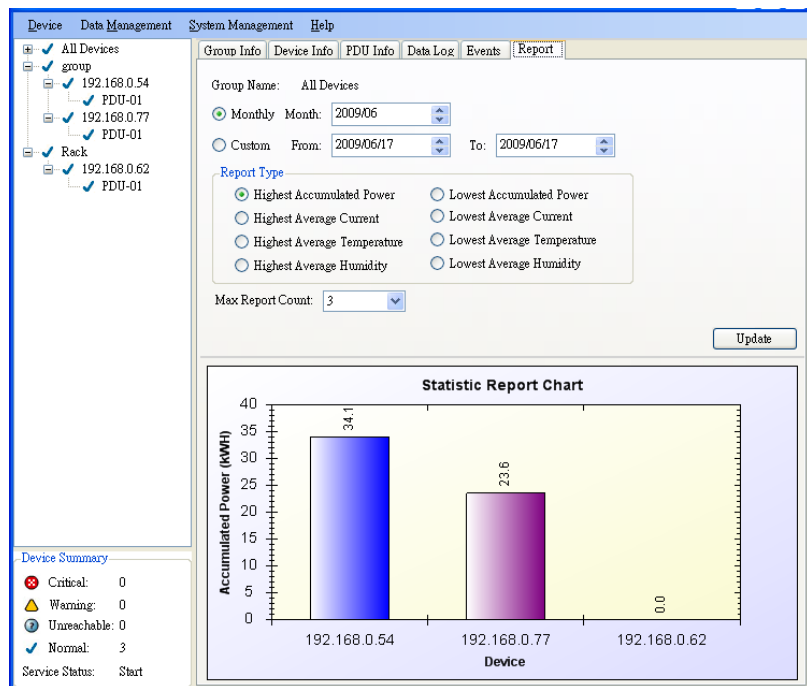 Device Data Management System Management Help
All Devices
group
192.168.0.54
PDU-01
192.168.0.77
PDU-01
Rack
192.168.0.62
PDU-01
Device Summary
Critical: 0
Warning: 0
Unreachable: 0
Normal: 3
Service Status: Start
Group Info Device Info PDU Info Data Log Events Report
Group Name: All Devices
Monthly Month: 2009/06
Custom From: 2009/06/17 To: 2009/06/17
Report Type
Highest Accumulated Power Lowest Accumulated Power
Highest Average Current Lowest Average Current
Highest Average Temperature Lowest Average Temperature
Highest Average Humidity Lowest Average Humidity
Max Report Count: 3
Update
Statistic Report Chart
Accumulated Power (kWH)
40
35
30
25
20
15
10
5
0
34.1
23.6
0.0
192.168.0.54 192.168.0.77 192.168.0.62
Device